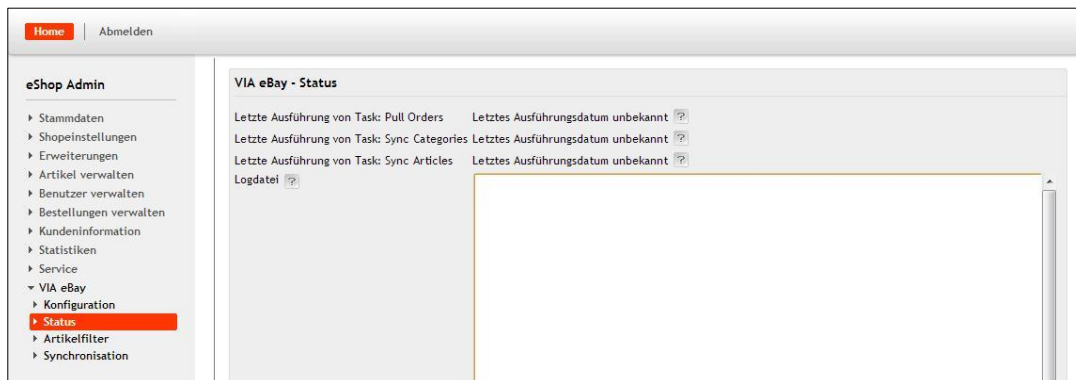 Home Abmelden
eShop Admin
Stammdaten
Shopeinstellungen
Erweiterungen
Artikel verwalten
Benutzer verwalten
Bestellungen verwalten
Kundeninformation
Statistiken
Service
VIA eBay
Konfiguration
Status
Artikelfilter
Synchronisation
VIA eBay - Status
Letzte Ausführung von Task: Pull Orders Letztes Ausführungsdatum unbekannt ?
Letzte Ausführung von Task: Sync Categories Letztes Ausführungsdatum unbekannt ?
Letzte Ausführung von Task: Sync Articles Letztes Ausführungsdatum unbekannt ?
Logdatei ?